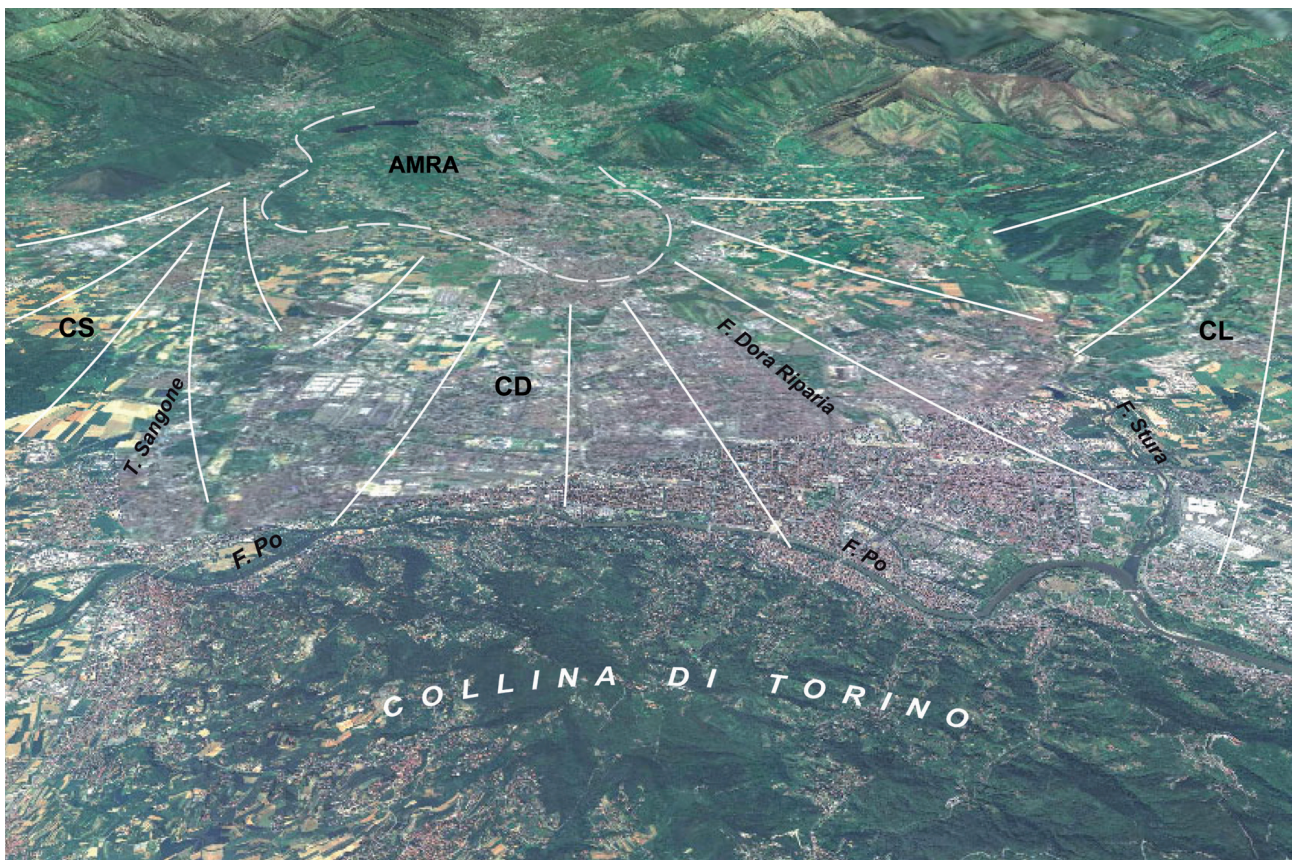 AMRA
CS
CL
CD
F. Dora Riparia
T. Sangone
F. Stura
F. Po
F. Po
COLLINA DI TORINO